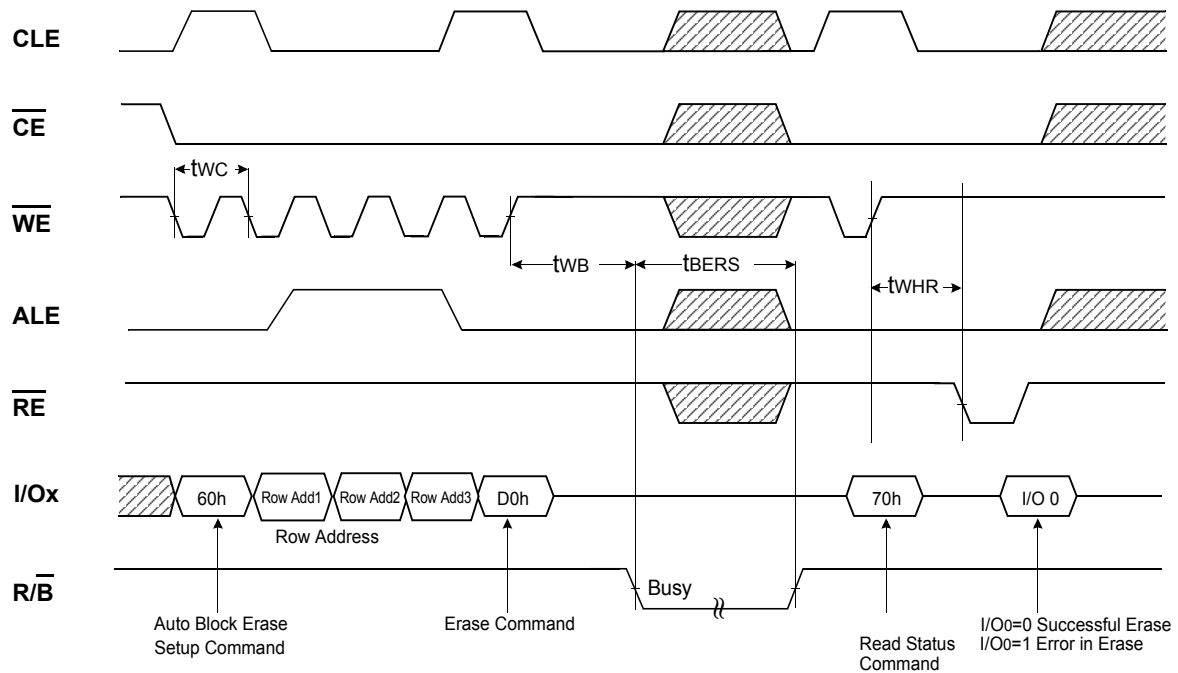 CLE
CE
tWC
WE
tWB
tBERS
tWHR
ALE
RE
I/Ox
60h
Row Add1
Row Add2
Row Add3
D0h
70h
I/O 0
Row Address
R/B
Busy
Auto Block Erase
Setup Command
Erase Command
Read Status
Command
I/O0=0 Successful Erase
I/O0=1 Error in Erase